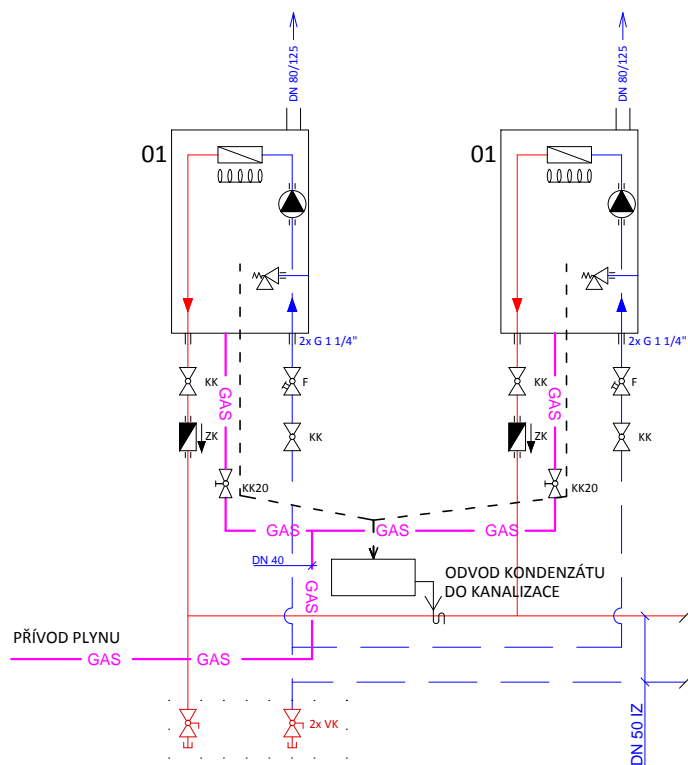 DN 80/125
DN 80/125
01
01
2x G 1 1/4"
2x G 1 1/4"
KK
GAS
F
KK
GAS
F
ZK
KK
ZK
KK
KK20
KK20
GAS
GAS
GAS
DN 40
GAS
ODVOD KONDENZÁTU
DO KANALIZACE
PŘÍVOD PLYNU
GAS
GAS
2x VK
DN 50 IZ